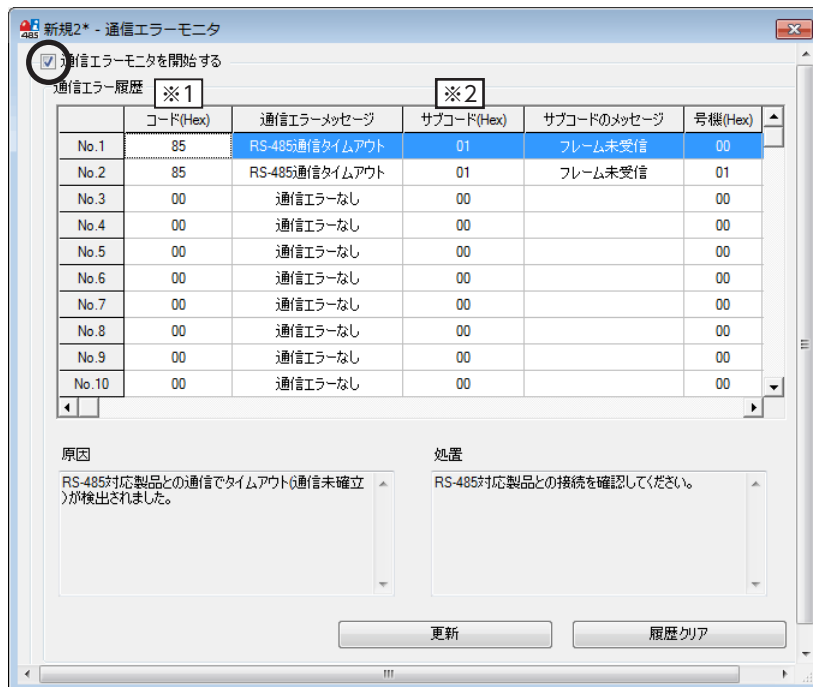 新規2* - 通信エラーモニタ
通信エラーモニタを開始する
通信エラー履歴
※1 ※2
コード(Hex) 通信エラーメッセージ サブコード(Hex) サブコードのメッセージ 号機(Hex)
No.1 85 RS-485通信タイムアウト 01 フレーム未受信 00
No.2 85 RS-485通信タイムアウト 01 フレーム未受信 01
No.3 00 通信エラーなし 00 00
No.4 00 通信エラーなし 00 00
No.5 00 通信エラーなし 00 00
No.6 00 通信エラーなし 00 00
No.7 00 通信エラーなし 00 00
No.8 00 通信エラーなし 00 00
No.9 00 通信エラーなし 00 00
No.10 00 通信エラーなし 00 00
原因 処置
RS-485対応製品との通信でタイムアウト(通信未確立 RS-485対応製品との接続を確認してください。
)が検出されました。
更新 履歴クリア